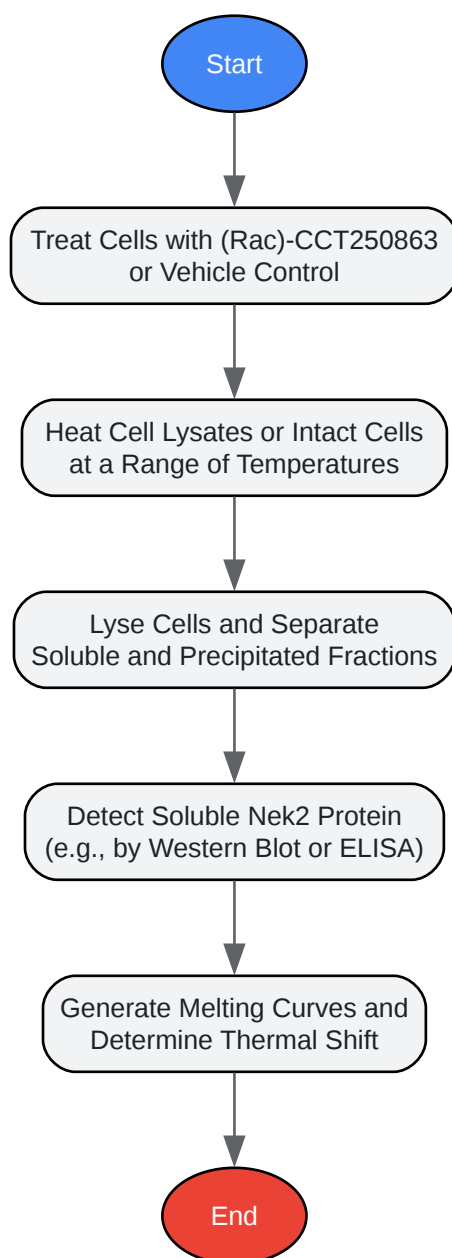 Start
Treat Cells with (Rac)-CCT250863
or Vehicle Control
Heat Cell Lysates or Intact Cells
at a Range of Temperatures
Lyse Cells and Separate
Soluble and Precipitated Fractions
Detect Soluble Nek2 Protein
(e.g., by Western Blot or ELISA)
Generate Melting Curves and
Determine Thermal Shift
End